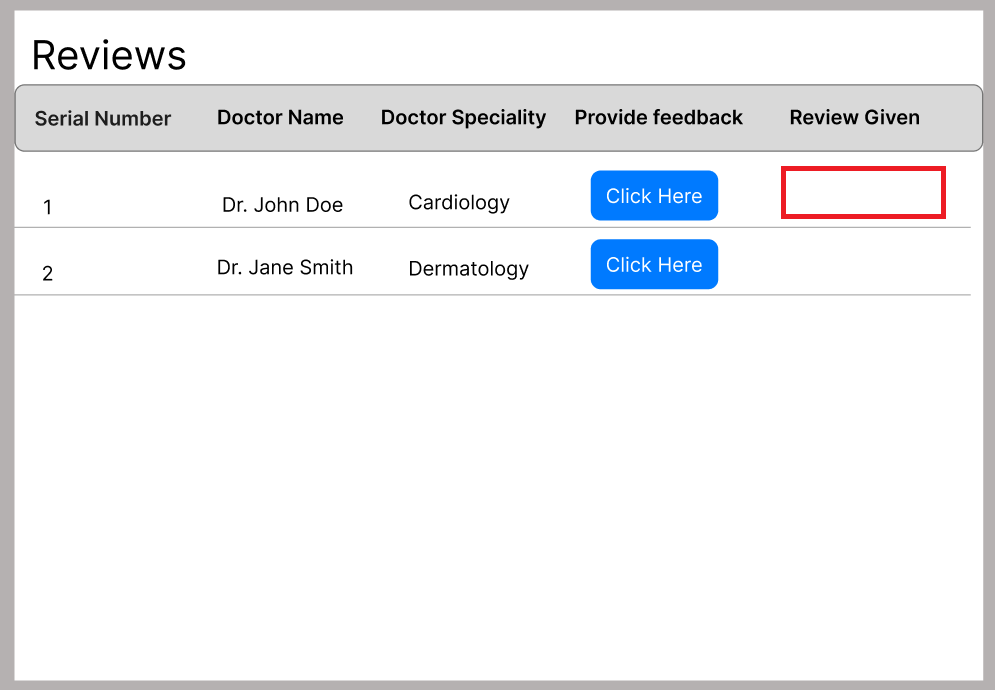 Reviews
Serial Number Doctor Name Doctor Speciality Provide feedback Review Given
1 Dr. John Doe Cardiology Click Here
2 Dr. Jane Smith Dermatology Click Here